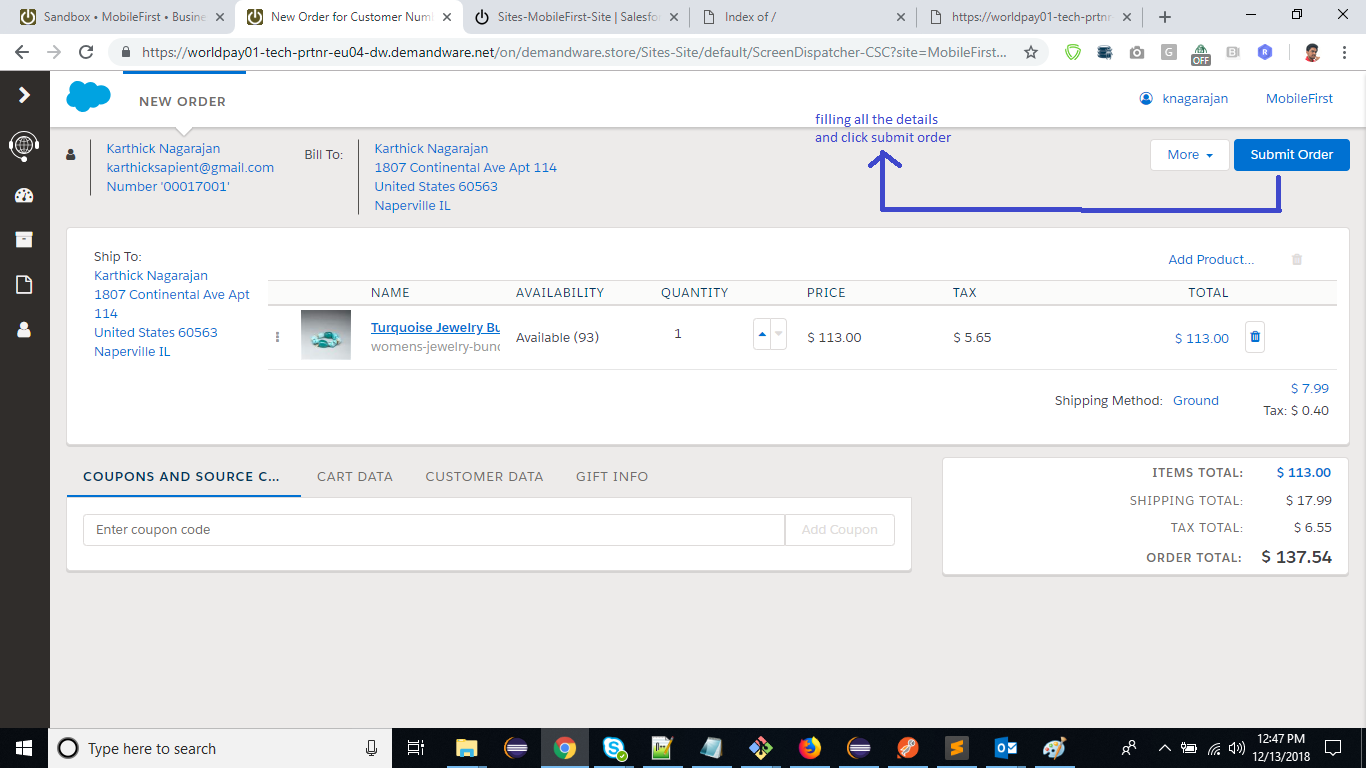 Sandbox • MobileFirst • Busine
New Order for Customer Num
Sites-MobileFirst-Site | Salesfor
Index of /
https://worldpay01-tech-prtnr
https://worldpay01-tech-prtnr-eu04-dw.demandware.net/on/demandware.store/Sites-Site/default/ScreenDispatcher-CSC?site=MobileFirst...
OFF
NEW ORDER
knagarajan
MobileFirst
filling all the details
and click submit order
Karthick Nagarajan
karthicksapient@gmail.com
Number '00017001'
Bill To:
Karthick Nagarajan
1807 Continental Ave Apt 114
United States 60563
Naperville IL
More
Submit Order
Ship To:
Karthick Nagarajan
1807 Continental Ave Apt
114
United States 60563
Naperville IL
Add Product...
NAME AVAILABILITY QUANTITY PRICE TAX TOTAL
Turquoise Jewelry Bu
womens-jewelry-bund
Available (93)
1
$ 113.00
$ 5.65
$ 113.00
$ 7.99
Shipping Method: Ground
Tax: $ 0.40
COUPONS AND SOURCE C... CART DATA CUSTOMER DATA GIFT INFO
Enter coupon code
Add Coupon
ITEMS TOTAL: $ 113.00
SHIPPING TOTAL: $ 17.99
TAX TOTAL: $ 6.55
ORDER TOTAL: $ 137.54
Type here to search
12:47 PM
12/13/2018